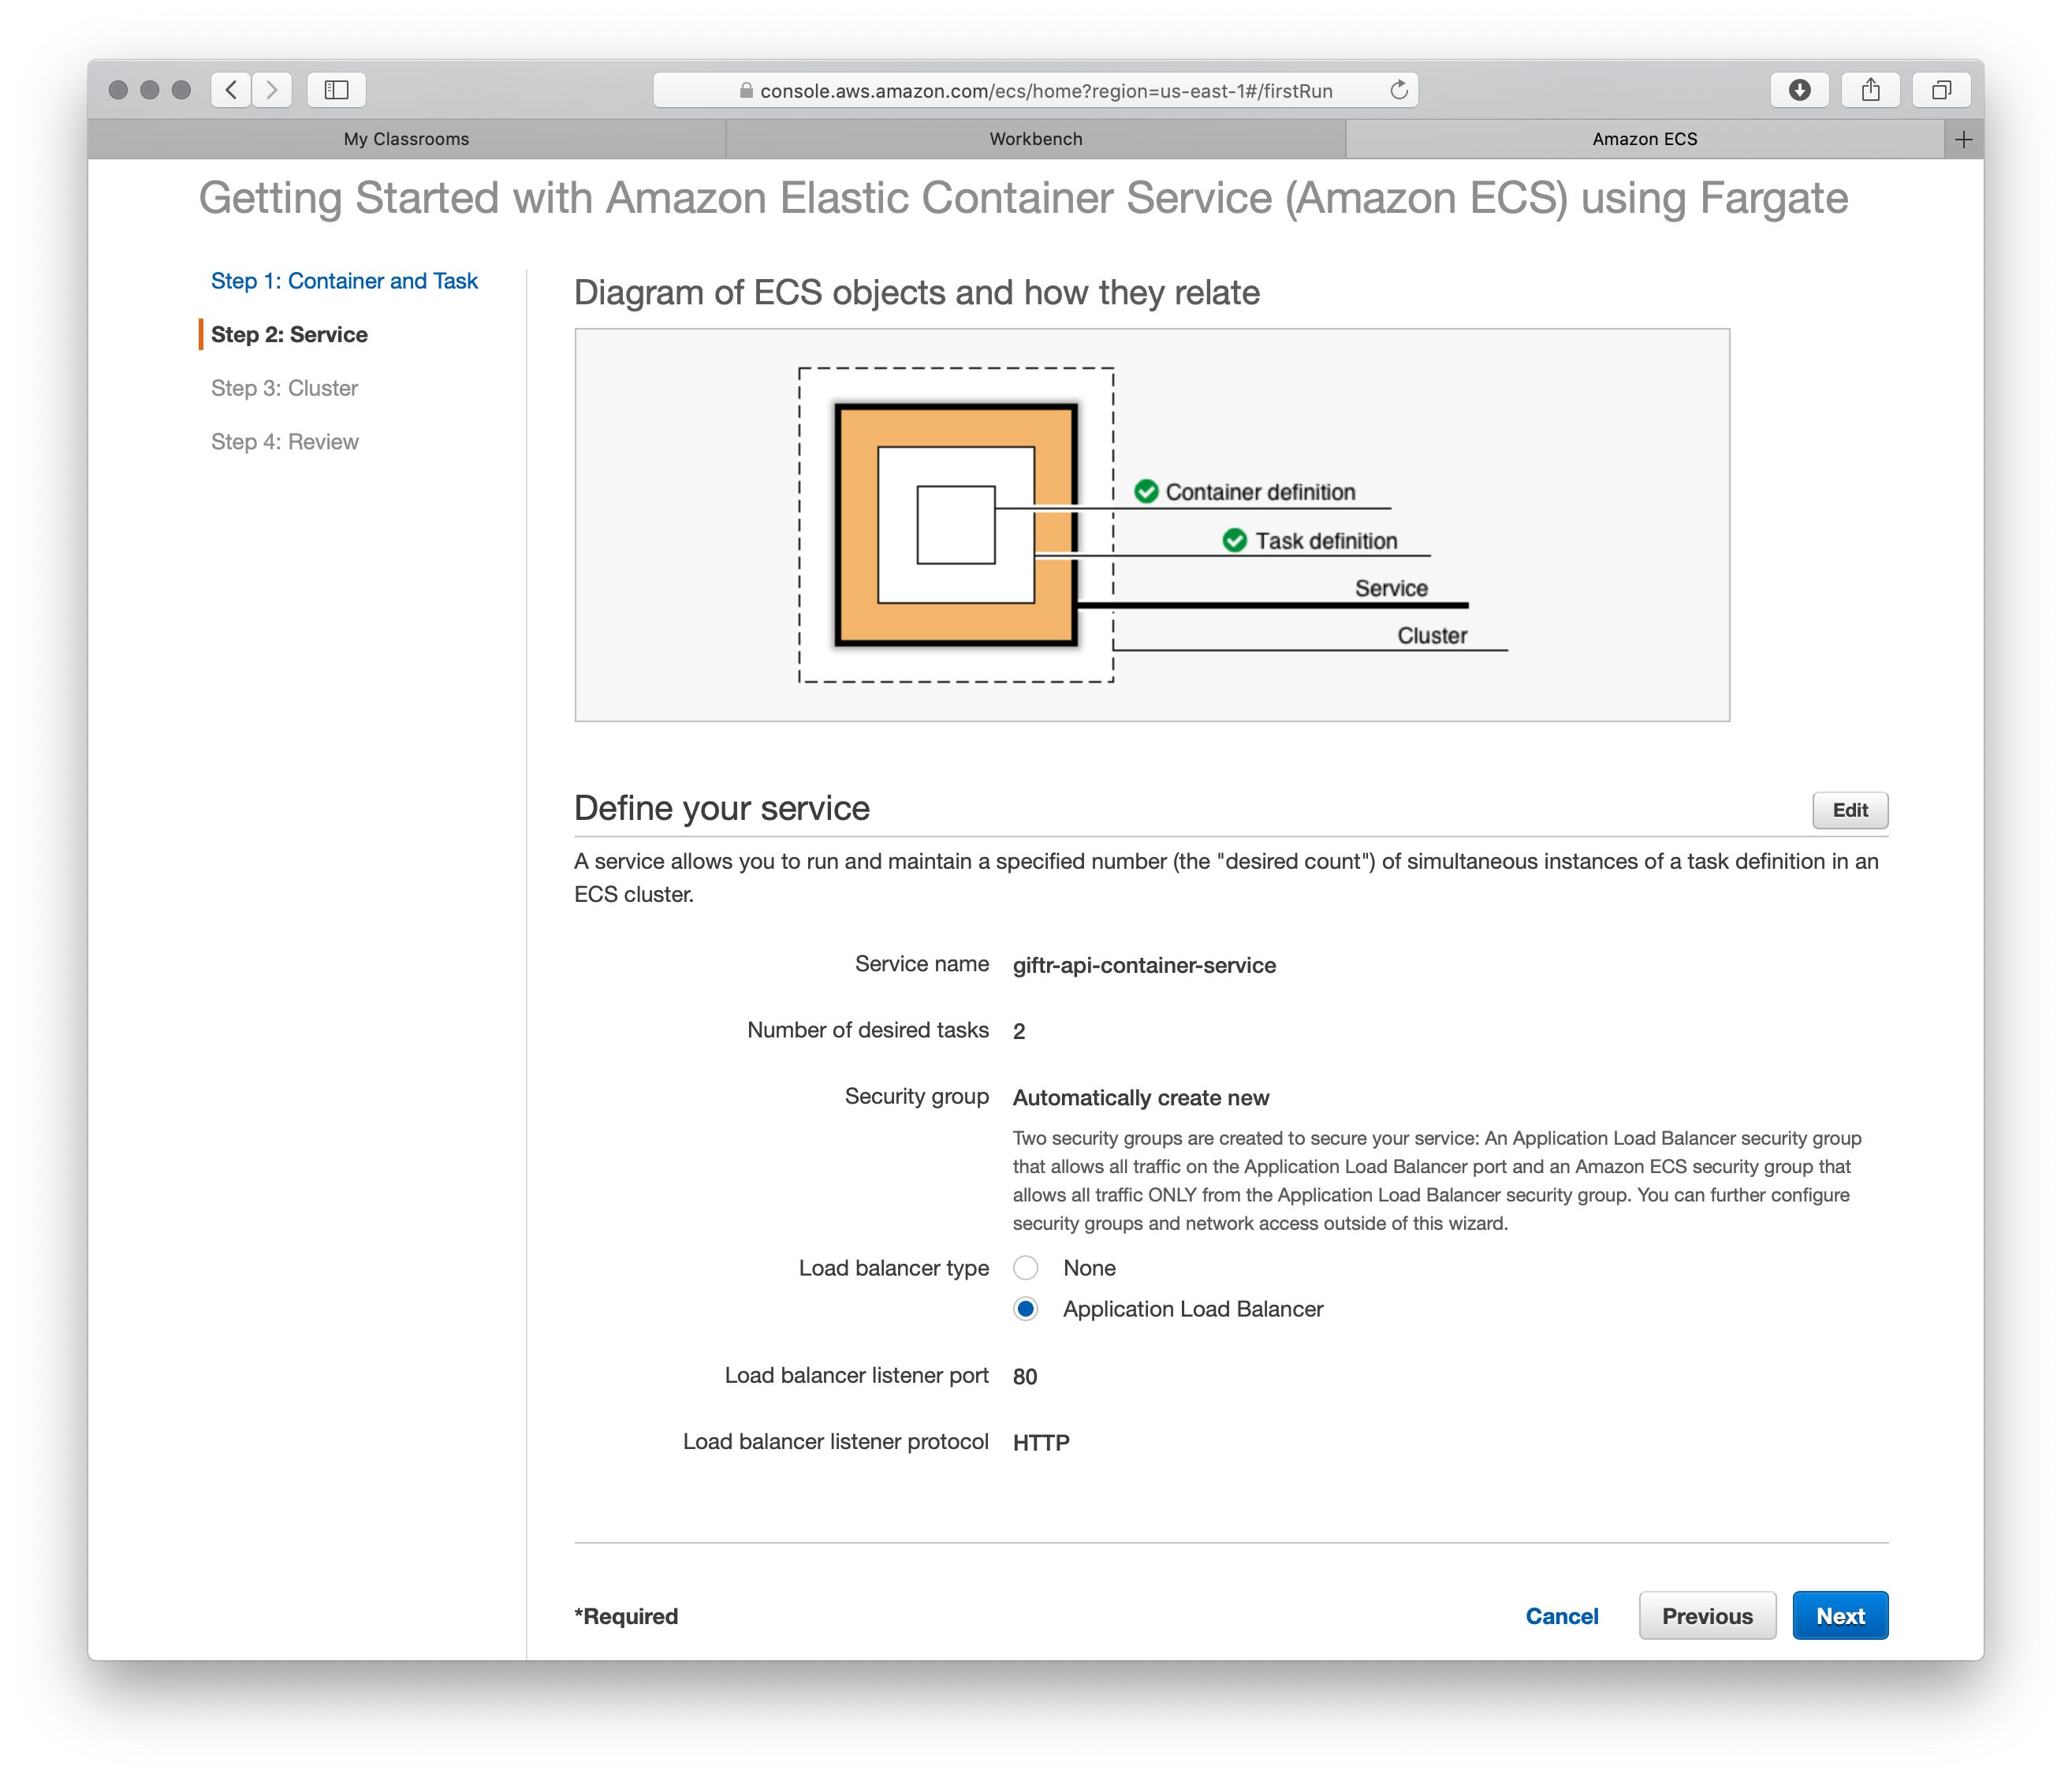 console.aws.amazon.com/ecs/home?region=us-east-1#/firstRun
My Classrooms
Workbench
Amazon ECS
Getting Started with Amazon Elastic Container Service (Amazon ECS) using Fargate
Step 1: Container and Task
Step 2: Service
Step 3: Cluster
Step 4: Review
Diagram of ECS objects and how they relate
Container definition
Task definition
Service
Cluster
Define your service
Edit
A service allows you to run and maintain a specified number (the "desired count") of simultaneous instances of a task definition in an
ECS cluster.
Service name giftr-api-container-service
Number of desired tasks 2
Security group Automatically create new
Two security groups are created to secure your service: An Application Load Balancer security group
that allows all traffic on the Application Load Balancer port and an Amazon ECS security group that
allows all traffic ONLY from the Application Load Balancer security group. You can further configure
security groups and network access outside of this wizard.
Load balancer type None
Application Load Balancer
Load balancer listener port 80
Load balancer listener protocol HTTP
*Required
Cancel Previous Next